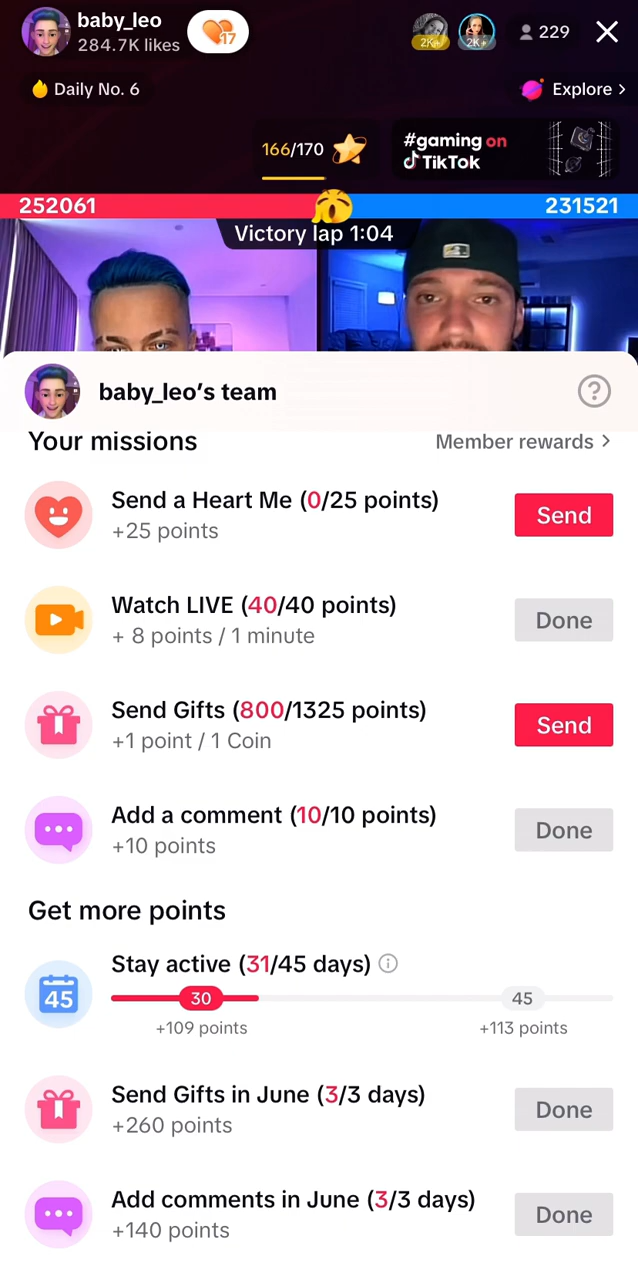 baby_leo
284.7K likes
17
2K+
2K+
229
Daily No. 6
Explore >
166/170
#gaming on
TikTok
252061
231521
Victory lap 1:04
baby_leo's team
?
Your missions
Member rewards >
Send a Heart Me (0/25 points)
+25 points
Send
Watch LIVE (40/40 points)
+ 8 points / 1 minute
Done
Send Gifts (800/1325 points)
+1 point / 1 Coin
Send
Add a comment (10/10 points)
+10 points
Done
Get more points
Stay active (31/45 days)
45
30
45
+109 points
+113 points
Send Gifts in June (3/3 days)
+260 points
Done
Add comments in June (3/3 days)
+140 points
Done